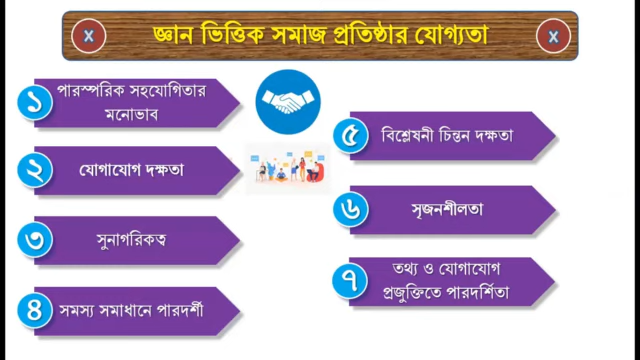 x জ্ঞান ভিত্তিক সমাজ প্রতিষ্ঠার যোগ্যতা x
১ পারস্পরিক সহযোগিতার
মনোভাব
২ যোগাযোগ দক্ষতা
৩ সুনাগরিকত্ব
৪ সমস্য সমাধানে পারদর্শী
৫ বিশ্লেষনী চিন্তন দক্ষতা
৬ সৃজনশীলতা
৭ তথ্য ও যোগাযোগ
প্রজুক্তিতে পারদর্শিতা